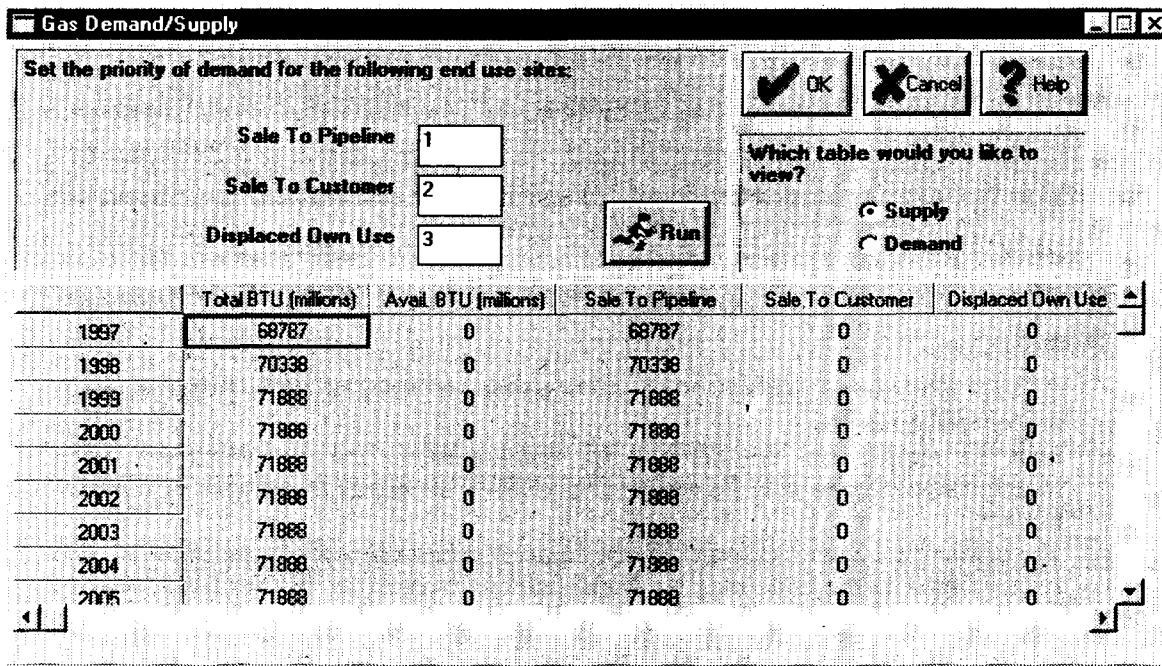 Gas Demand/Supply
Set the priority of demand for the following end use sites:
Sale To Pipeline 1
Sale To Customer 2
Displaced Own Use 3
Run
OK Cancel Help
Which table would you like to
view?
Supply
Demand
Total BTU (millions) Avail. BTU (millions) Sale To Pipeline Sale To Customer Displaced Own Use
1997 68787 0 68787 0 0
1998 70338 0 70338 0 0
1999 71888 0 71888 0 0
2000 71888 0 71888 0 0
2001 71888 0 71888 0 0
2002 71888 0 71888 0 0
2003 71888 0 71888 0 0
2004 71888 0 71888 0 0
2005 71888 0 71888 0 0